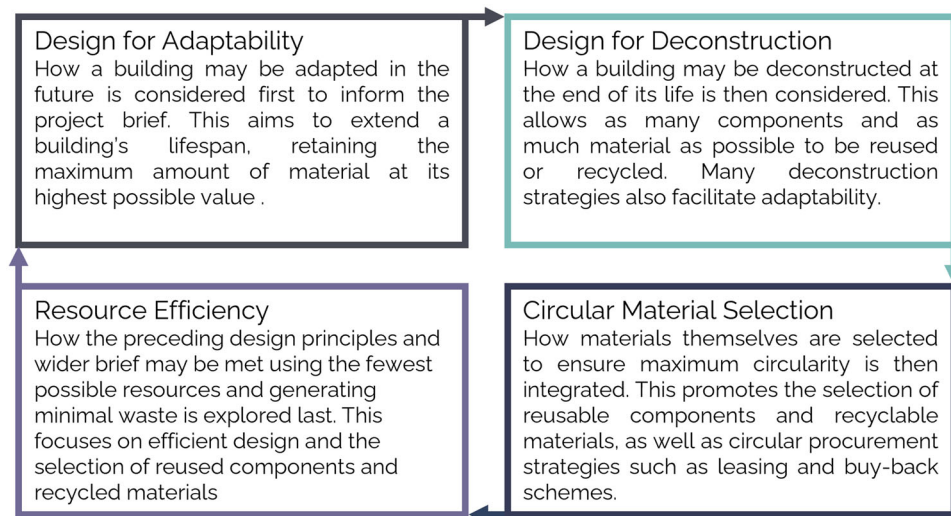 Design for Adaptability
How a building may be adapted in the
future is considered first to inform the
project brief. This aims to extend a
building's lifespan, retaining the
maximum amount of material at its
highest possible value .
Design for Deconstruction
How a building may be deconstructed at
the end of its life is then considered. This
allows as many components and as
much material as possible to be reused
or recycled. Many deconstruction
strategies also facilitate adaptability.
Resource Efficiency
How the preceding design principles and
wider brief may be met using the fewest
possible resources and generating
minimal waste is explored last. This
focuses on efficient design and the
selection of reused components and
recycled materials
Circular Material Selection
How materials themselves are selected
to ensure maximum circularity is then
integrated. This promotes the selection of
reusable components and recyclable
materials, as well as circular procurement
strategies such as leasing and buy-back
schemes.